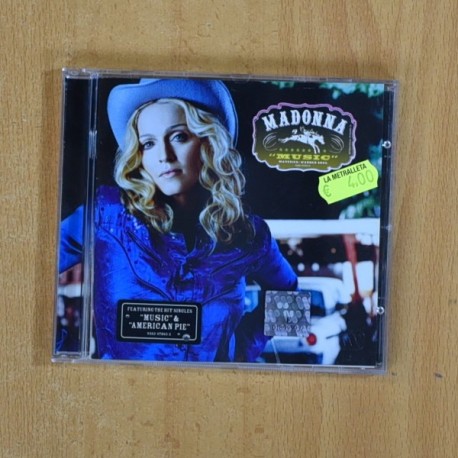 MADONNA
"MUSIC"
LA METRALLETA
€ 4,00
FEATURING THE HIT SINGLES
"MUSIC" &
"AMERICAN PIE"